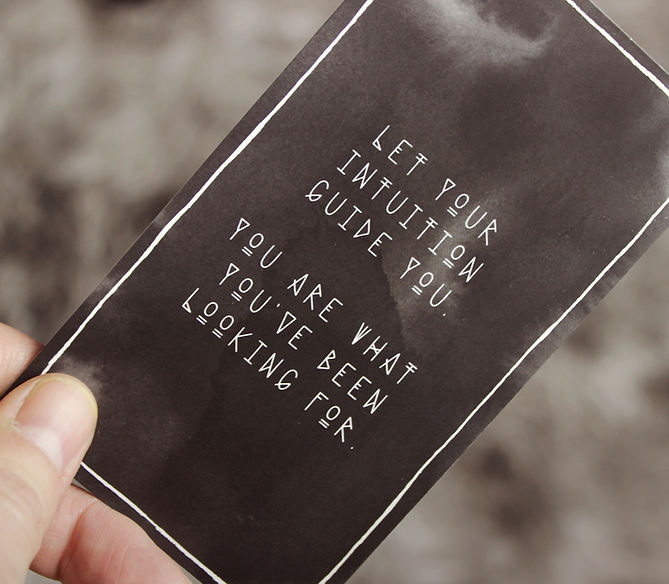 LET YOUR
INTUITION
GUIDE YOU.
YOU ARE WHAT
YOU'VE BEEN
LOOKING FOR.